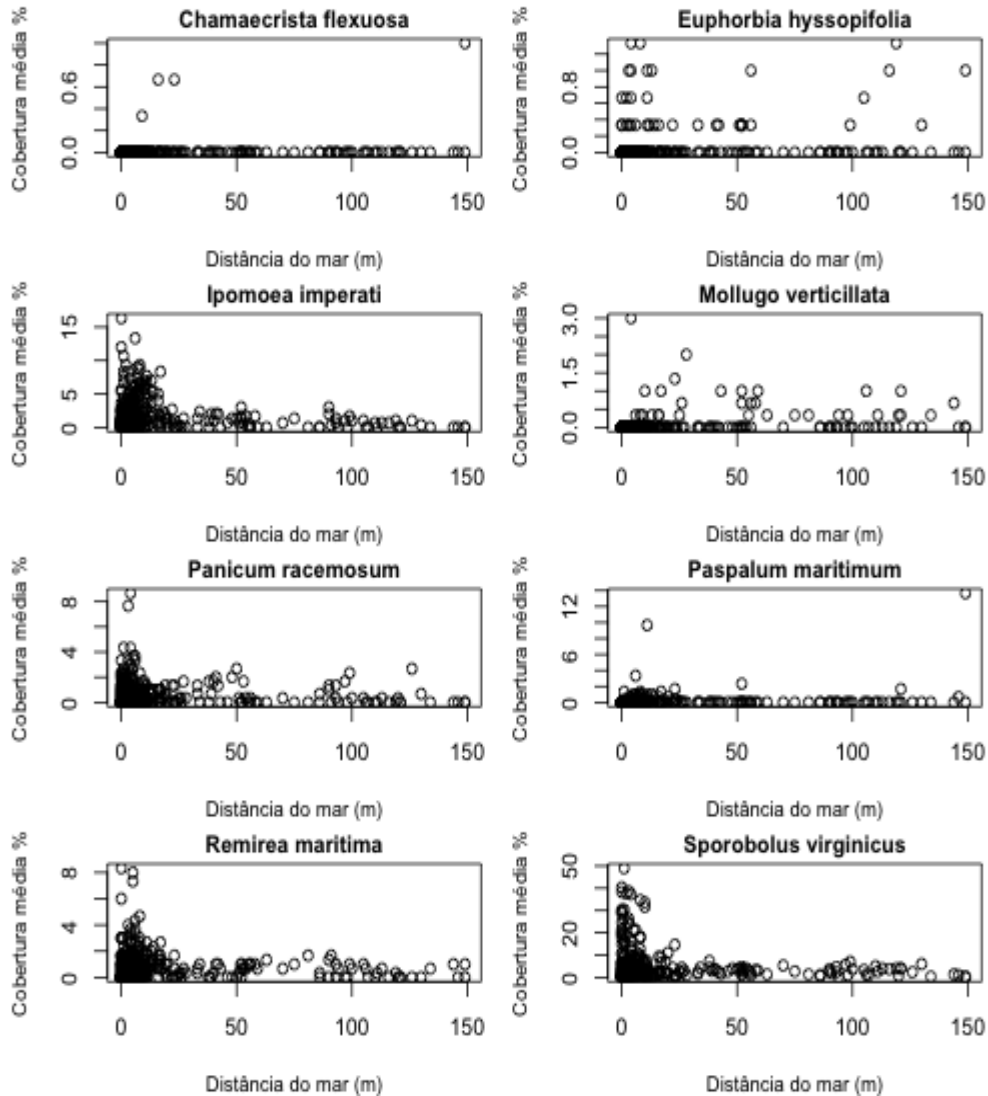 Chamaecrista flexuosa
Cobertura média %
0.0 0.6
0 50 100 150
Distância do mar (m)
Euphorbia hyssopifolia
Cobertura média %
0.0 0.8
0 50 100 150
Distância do mar (m)
Ipomoea imperati
Cobertura média %
0 5 15
0 50 100 150
Distância do mar (m)
Mollugo verticillata
Cobertura média %
0.0 1.5 3.0
0 50 100 150
Distância do mar (m)
Panicum racemosum
Cobertura média %
0 4 8
0 50 100 150
Distância do mar (m)
Paspalum maritimum
Cobertura média %
0 6 12
0 50 100 150
Distância do mar (m)
Remirea maritima
Cobertura média %
0 4 8
0 50 100 150
Distância do mar (m)
Sporobolus virginicus
Cobertura média %
0 20 50
0 50 100 150
Distância do mar (m)